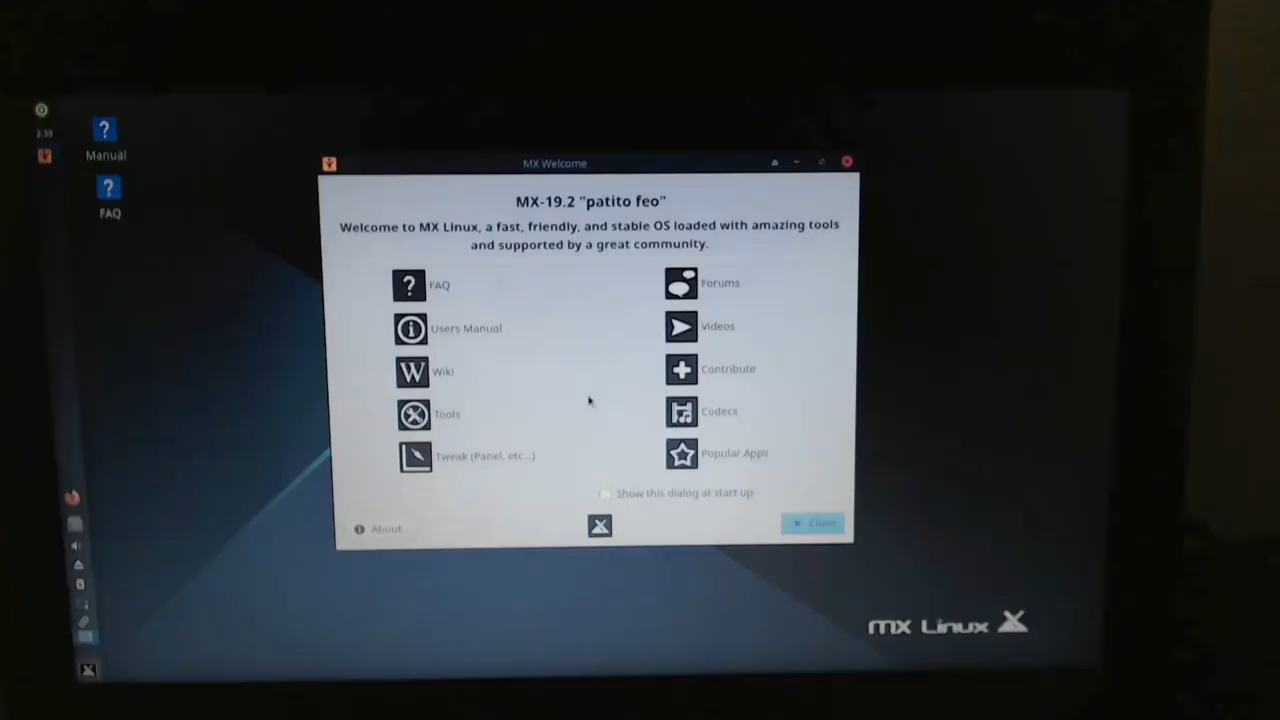 2:39
Manual
FAQ
MX Welcome
MX-19.2 "patito feo"
Welcome to MX Linux, a fast, friendly, and stable OS loaded with amazing tools
and supported by a great community.
FAQ
Users Manual
Wiki
Tools
Tweak (Panel, etc...)
Forums
Videos
Contribute
Codecs
Popular Apps
Show this dialog at start up
About
Close
mx Linux